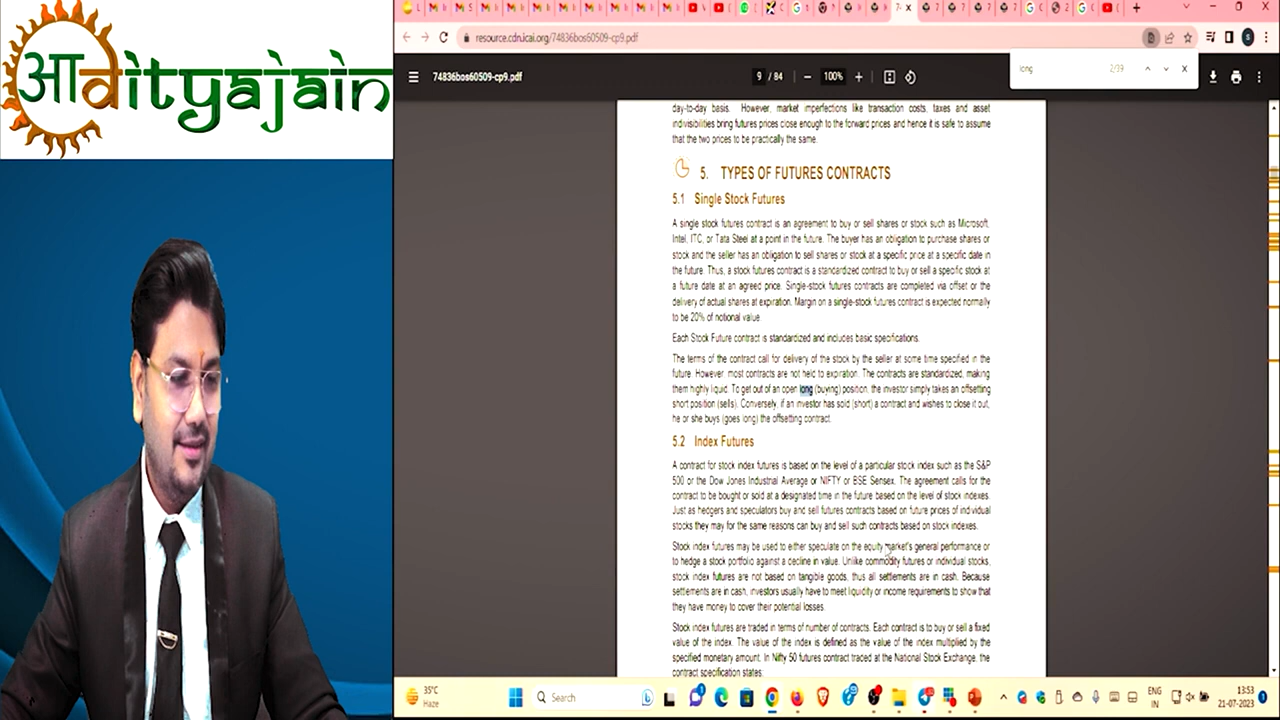 आdityajain
resource.cdn.icai.org/74836bos60509-cp9.pdf
long
2/39
74836bos60509-cp9.pdf
9 / 84
100%
day-to-day basis. However, market imperfections like transaction costs, taxes and asset
indivisibilities bring futures prices close enough to the forward prices and hence it is safe to assume
that the two prices to be practically the same.
5. TYPES OF FUTURES CONTRACTS
5.1 Single Stock Futures
A single stock futures contract is an agreement to buy or sell shares or stock such as Microsoft,
Intel, ITC, or Tata Steel at a point in the future. The buyer has an obligation to purchase shares or
stock and the seller has an obligation to sell shares or stock at a specific price at a specific date in
the future. Thus, a stock futures contract is a standardized contract to buy or sell a specific stock at
a future date at an agreed price. Single-stock futures contracts are completed via offset or the
delivery of actual shares at expiration. Margin on a single-stock futures contract is expected normally
to be 20% of notional value.
Each Stock Future contract is standardized and includes basic specifications.
The terms of the contract call for delivery of the stock by the seller at some time specified in the
future. However, most contracts are not held to expiration. The contracts are standardized, making
them highly liquid. To get out of an open long (buying) position, the investor simply takes an offsetting
short position (sells). Conversely, if an investor has sold (short) a contract and wishes to close it out,
he or she buys (goes long) the offsetting contract.
5.2 Index Futures
A contract for stock index futures is based on the level of a particular stock index such as the S&P
500 or the Dow Jones Industrial Average or NIFTY or BSE Sensex. The agreement calls for the
contract to be bought or sold at a designated time in the future based on the level of stock indexes.
Just as hedgers and speculators buy and sell futures contracts based on future prices of individual
stocks they may for the same reasons can buy and sell such contracts based on stock indexes.
Stock index futures may be used to either speculate on the equity market's general performance or
to hedge a stock portfolio against a decline in value. Unlike commodity futures or individual stocks,
stock index futures are not based on tangible goods, thus all settlements are in cash. Because
settlements are in cash, investors usually have to meet liquidity or income requirements to show that
they have money to cover their potential losses.
Stock index futures are traded in terms of number of contracts. Each contract is to buy or sell a fixed
value of the index. The value of the index is defined as the value of the index multiplied by the
specified monetary amount. In Nifty 50 futures contract traded at the National Stock Exchange, the
contract specification states:
35°C
Haze
Search
ENG
IN
13:53
21-07-2023